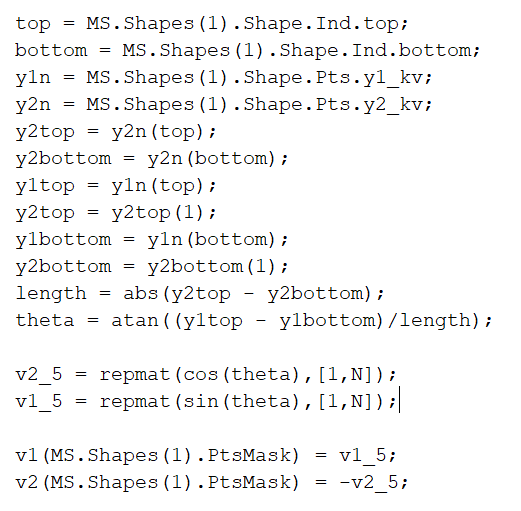 top = MS.Shapes(1).Shape.Ind.top;
bottom = MS.Shapes(1).Shape.Ind.bottom;
y1n = MS.Shapes(1).Shape.Pts.y1_kv;
y2n = MS.Shapes(1).Shape.Pts.y2_kv;
y2top = y2n(top);
y2bottom = y2n(bottom);
y1top = y1n(top);
y2top = y2top(1);
y1bottom = y1n(bottom);
y2bottom = y2bottom(1);
length = abs(y2top - y2bottom);
theta = atan((y1top - y1bottom)/length);
v2_5 = repmat(cos(theta),[1,N]);
v1_5 = repmat(sin(theta),[1,N]);
v1(MS.Shapes(1).PtsMask) = v1_5;
v2(MS.Shapes(1).PtsMask) = -v2_5;